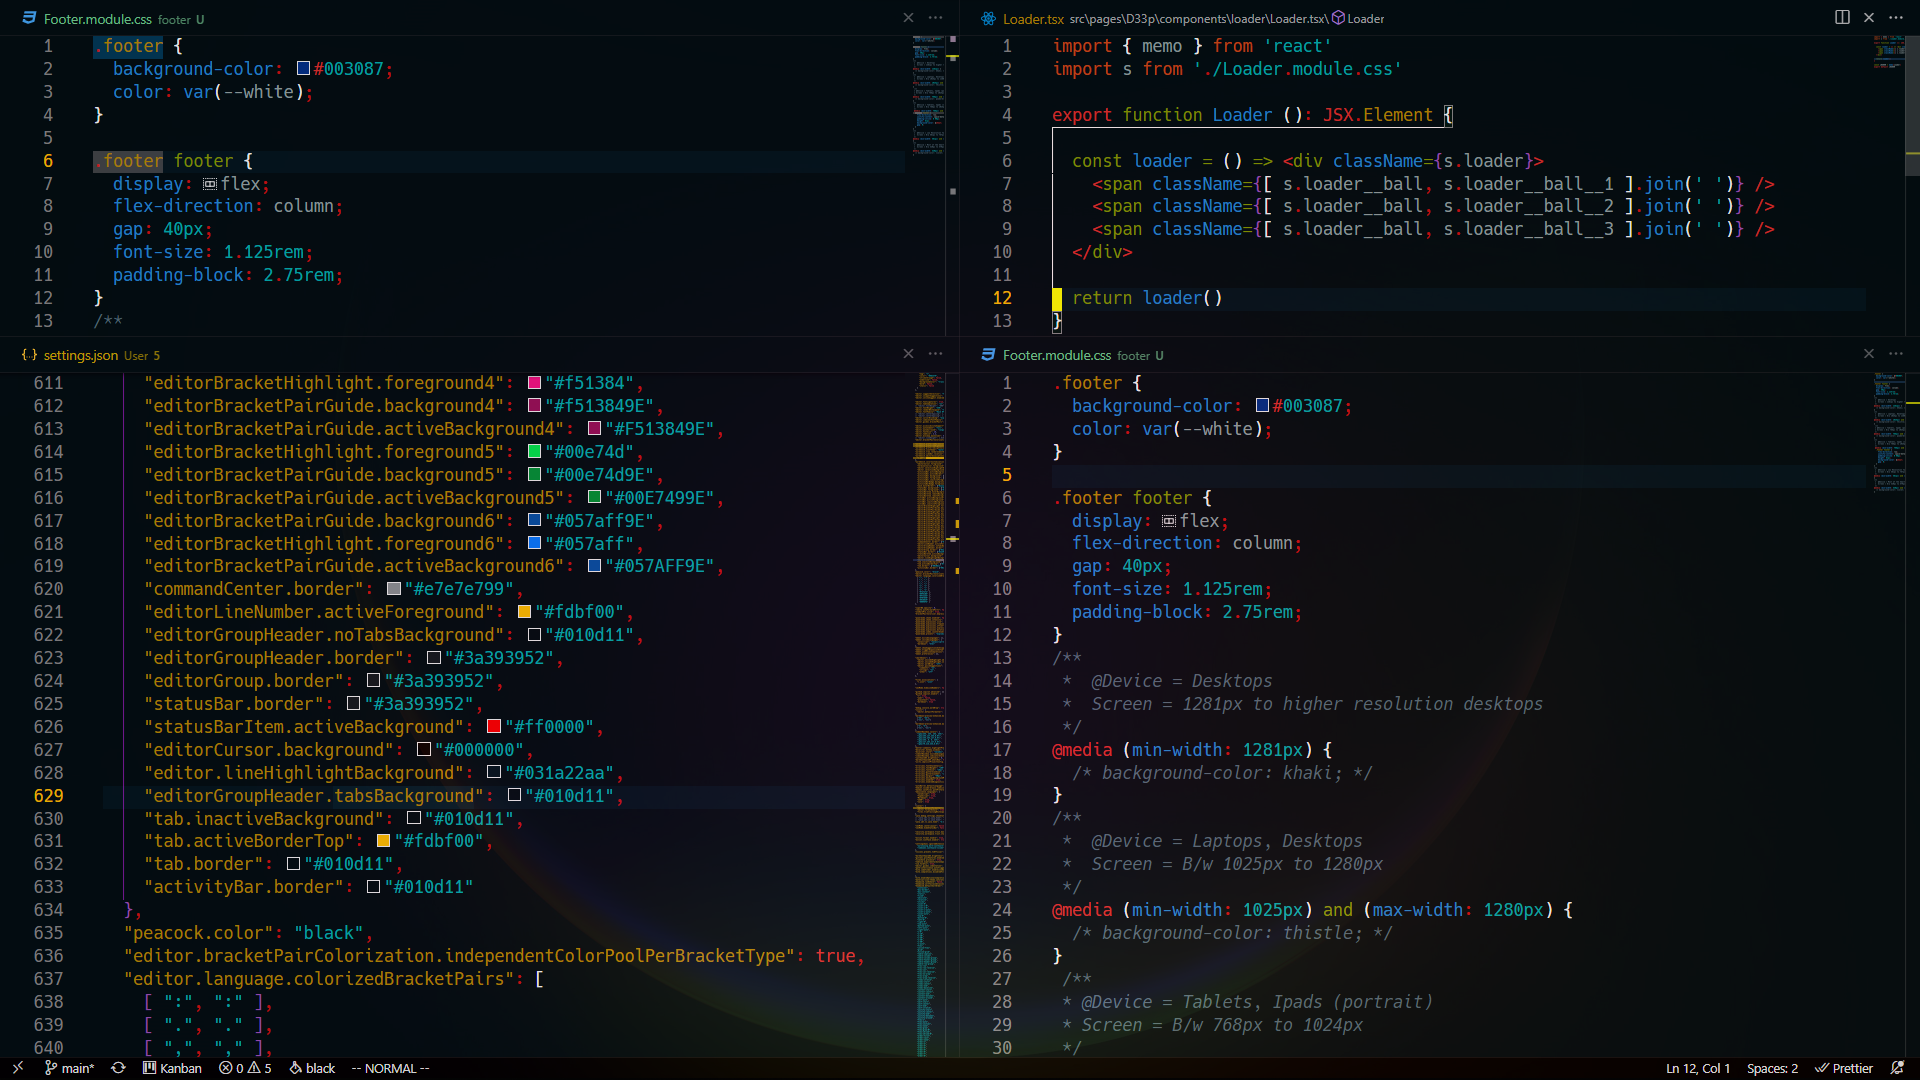 Footer.module.css footer U
1 .footer {
2 background-color: #003087;
3 color: var(--white);
4 }
5
6 .footer footer {
7 display: flex;
8 flex-direction: column;
9 gap: 40px;
10 font-size: 1.125rem;
11 padding-block: 2.75rem;
12 }
13 /**
Loader.tsx src\pages\D33p\components\loader\Loader.tsx\ Loader
1 import { memo } from 'react'
2 import s from './Loader.module.css'
3
4 export function Loader (): JSX.Element {
5
6 const loader = () => <div className={s.loader}>
7 <span className={[ s.loader__ball, s.loader__ball__1 ].join(' ')} />
8 <span className={[ s.loader__ball, s.loader__ball__2 ].join(' ')} />
9 <span className={[ s.loader__ball, s.loader__ball__3 ].join(' ')} />
10 </div>
11
12 return loader()
13 }
{..} settings.json User 5
611 "editorBracketHighlight.foreground4": "#f51384",
612 "editorBracketPairGuide.background4": "#f513849E",
613 "editorBracketPairGuide.activeBackground4": "#F513849E",
614 "editorBracketHighlight.foreground5": "#00e74d",
615 "editorBracketPairGuide.background5": "#00e74d9E",
616 "editorBracketPairGuide.activeBackground5": "#00E7499E",
617 "editorBracketPairGuide.background6": "#057aff9E",
618 "editorBracketHighlight.foreground6": "#057aff",
619 "editorBracketPairGuide.activeBackground6": "#057AFF9E",
620 "commandCenter.border": "#e7e7e799",
621 "editorLineNumber.activeForeground": "#fdbf00",
622 "editorGroupHeader.noTabsBackground": "#010d11",
623 "editorGroupHeader.border": "#3a393952",
624 "editorGroup.border": "#3a393952",
625 "statusBar.border": "#3a393952",
626 "statusBarItem.activeBackground": "#ff0000",
627 "editorCursor.background": "#000000",
628 "editor.lineHighlightBackground": "#031a22aa",
629 "editorGroupHeader.tabsBackground": "#010d11",
630 "tab.inactiveBackground": "#010d11",
631 "tab.activeBorderTop": "#fdbf00",
632 "tab.border": "#010d11",
633 "activityBar.border": "#010d11"
634 },
635 "peacock.color": "black",
636 "editor.bracketPairColorization.independentColorPoolPerBracketType": true,
637 "editor.language.colorizedBracketPairs": [
638 [ ":", ":" ],
639 [ ".", "." ],
640 [ ",", "," ],
Footer.module.css footer U
1 .footer {
2 background-color: #003087;
3 color: var(--white);
4 }
5
6 .footer footer {
7 display: flex;
8 flex-direction: column;
9 gap: 40px;
10 font-size: 1.125rem;
11 padding-block: 2.75rem;
12 }
13 /**
14 * @Device = Desktops
15 * Screen = 1281px to higher resolution desktops
16 */
17 @media (min-width: 1281px) {
18 /* background-color: khaki; */
19 }
20 /**
21 * @Device = Laptops, Desktops
22 * Screen = B/w 1025px to 1280px
23 */
24 @media (min-width: 1025px) and (max-width: 1280px) {
25 /* background-color: thistle; */
26 }
27 /**
28 * @Device = Tablets, Ipads (portrait)
29 * Screen = B/w 768px to 1024px
30 */
main* Kanban 0 5 black -- NORMAL -- Ln 12, Col 1 Spaces: 2 Prettier